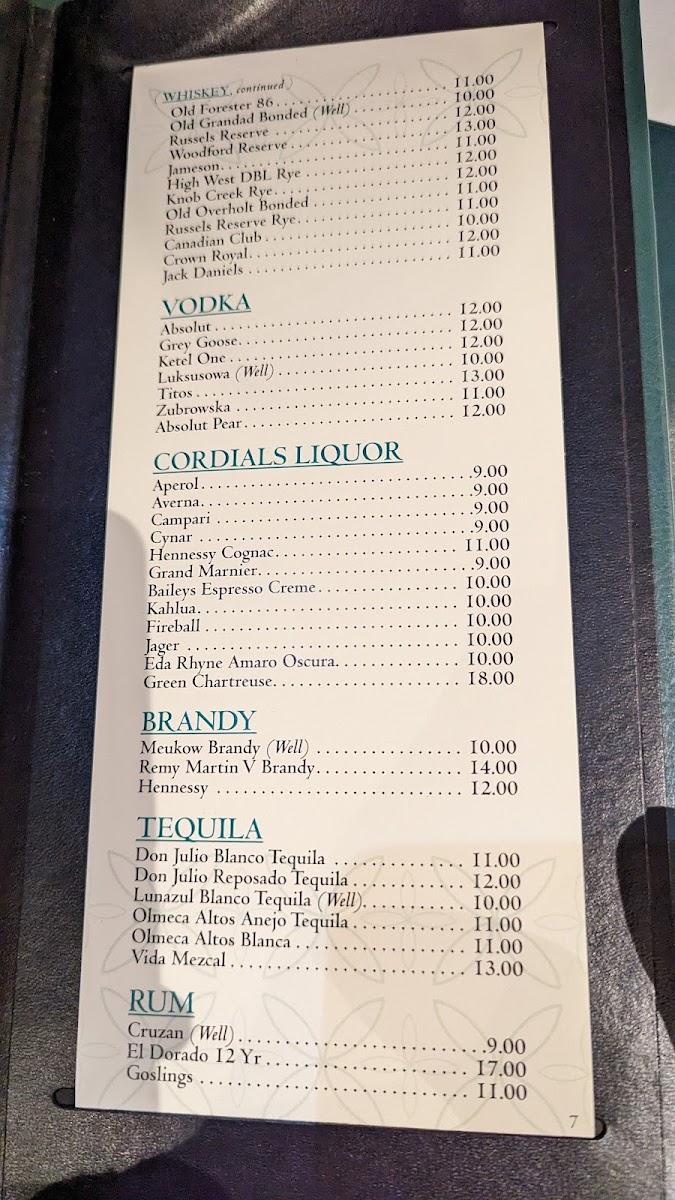 WHISKEY, continued)
Old Forester 86 11.00
Old Grandad Bonded (Well) 10.00
Russels Reserve 12.00
Woodford Reserve 13.00
Jameson 11.00
High West DBL Rye 12.00
Knob Creek Rye 12.00
Old Overholt Bonded 11.00
Russels Reserve Rye 11.00
Canadian Club 10.00
Crown Royal 12.00
Jack Daniels 11.00
VODKA
Absolut 12.00
Grey Goose 12.00
Ketel One 12.00
Luksusowa (Well) 10.00
Titos 13.00
Zubrowska 11.00
Absolut Pear 12.00
CORDIALS LIQUOR
Aperol 9.00
Averna 9.00
Campari 9.00
Cynar 9.00
Hennessy Cognac 11.00
Grand Marnier 9.00
Baileys Espresso Creme 10.00
Kahlua 10.00
Fireball 10.00
Jager 10.00
Eda Rhyne Amaro Oscura 10.00
Green Chartreuse 18.00
BRANDY
Meukow Brandy (Well) 10.00
Remy Martin V Brandy 14.00
Hennessy 12.00
TEQUILA
Don Julio Blanco Tequila 11.00
Don Julio Reposado Tequila 12.00
Lunazul Blanco Tequila (Well) 10.00
Olmeca Altos Anejo Tequila 11.00
Olmeca Altos Blanca 11.00
Vida Mezcal 13.00
RUM
Cruzan (Well) 9.00
El Dorado 12 Yr 17.00
Goslings 11.00
7